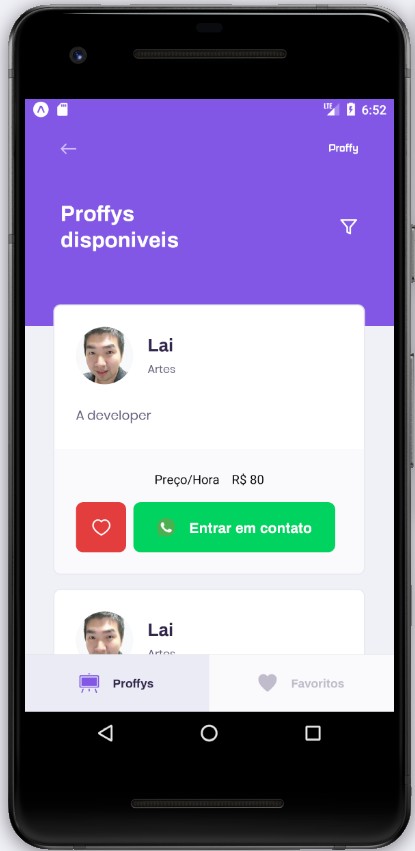 LTE 6:52
Proffy
Proffys
disponiveis
Lai
Artes
A developer
Preço/Hora R$ 80
Entrar em contato
Lai
Artes
Proffys Favoritos